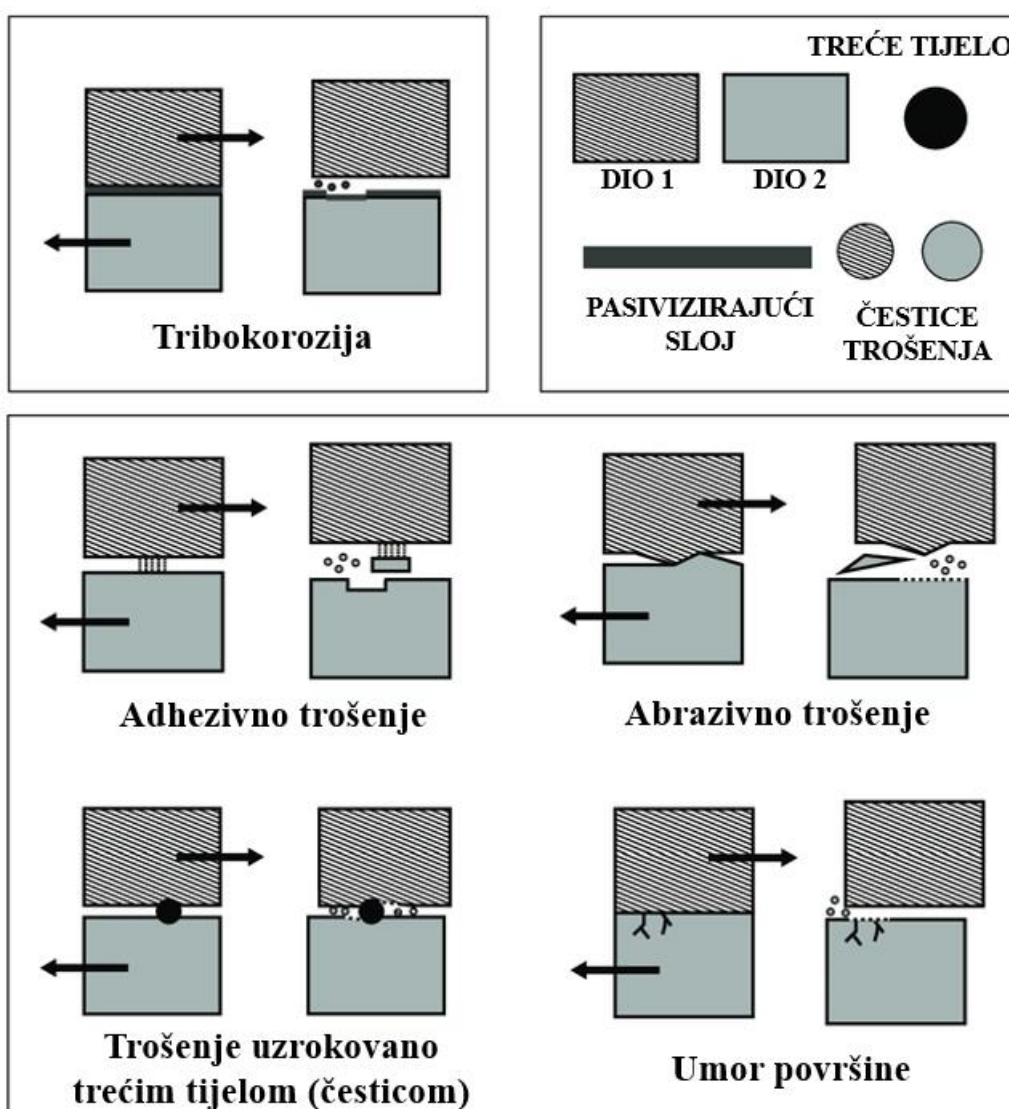 Tribokorozija
TREĆE TIJELO
DIO 1
DIO 2
PASIVIZIRAJUĆI
SLOJ
ČESTICE
TROŠENJA
Adhezivno trošenje
Abrazivno trošenje
Trošenje uzrokovano
trećim tijelom (česticom)
Umor površine